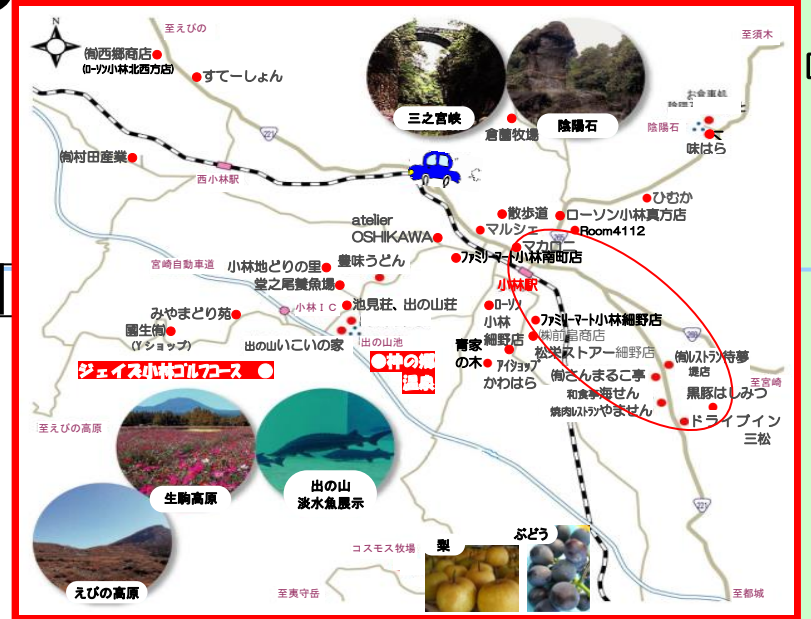 N
至えびの
㈲西郷商店
(ローソン小林北西方店)
すてーしょん
221
㈲村田産業
西小林駅
三之宮峡
陰陽石
倉薗牧場
至須木
陰陽石
味はら
ひむか
散歩道
ローソン小林真方店
マルシェ
Room4112
マカロニ
atelier
OSHIKAWA
ファミリーマート小林南町店
宮崎自動車道
小林地どりの里
豊味うどん
堂之尾養魚場
小林駅
小林IC
池見荘、出の山荘
みやまどり苑
國生㈲
(Yショップ)
出の山いこいの家
出の山池
ローソン
小林
細野店
ファミリーマート小林細野店
㈱前畠商店
松栄ストアー細野店
青家
の木
アイショップ
かわはら
ジェイズ小林ゴルフコース
神の郷
温泉
㈲レストラン待夢
堤店
㈲さんまるこ亭
和食亭海せん
焼肉レストランやません
黒豚はしみつ
ドライブイン
三松
至宮崎
至えびの高原
生駒高原
出の山
淡水魚展示
えびの高原
コスモス牧場
梨
ぶどう
221
至夷守岳
至都城